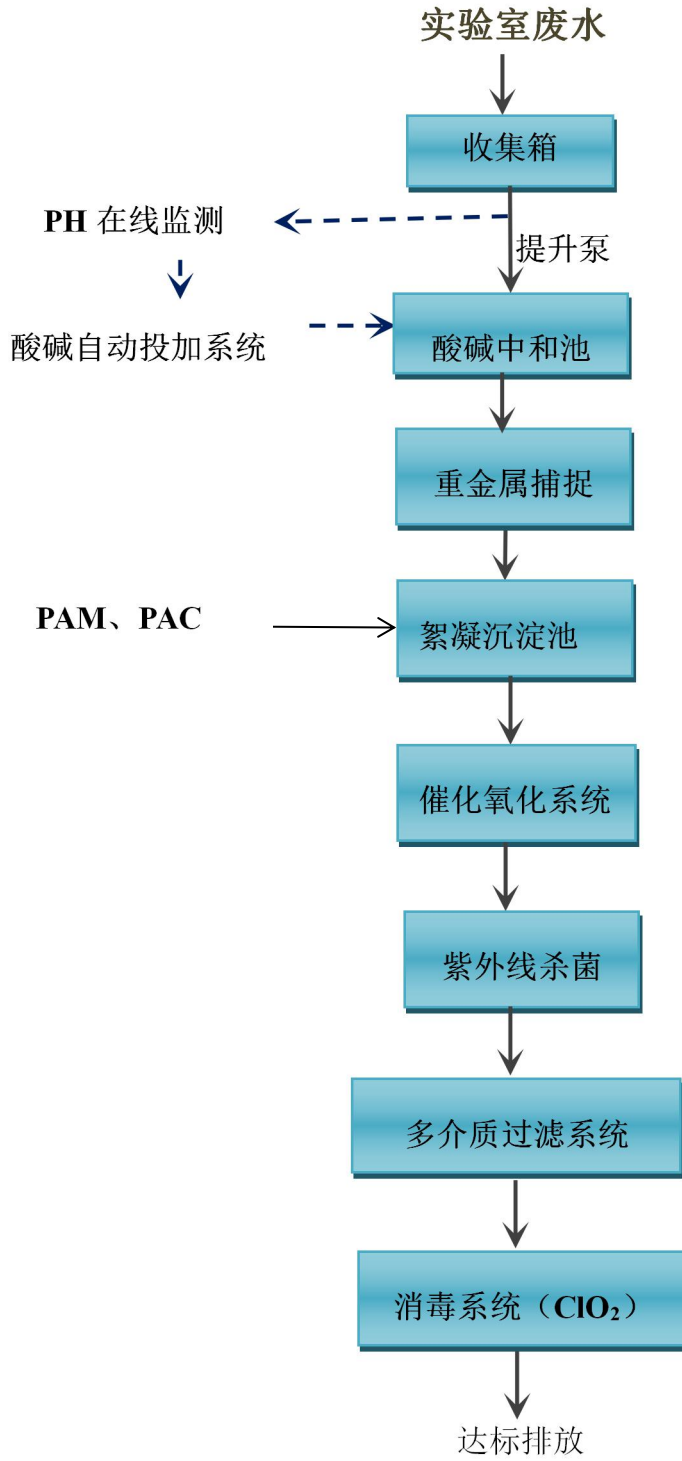 实验室废水
收集箱
PH 在线监测
提升泵
酸碱自动投加系统
酸碱中和池
重金属捕捉
PAM、PAC
絮凝沉淀池
催化氧化系统
紫外线杀菌
多介质过滤系统
消毒系统（ClO₂）
达标排放